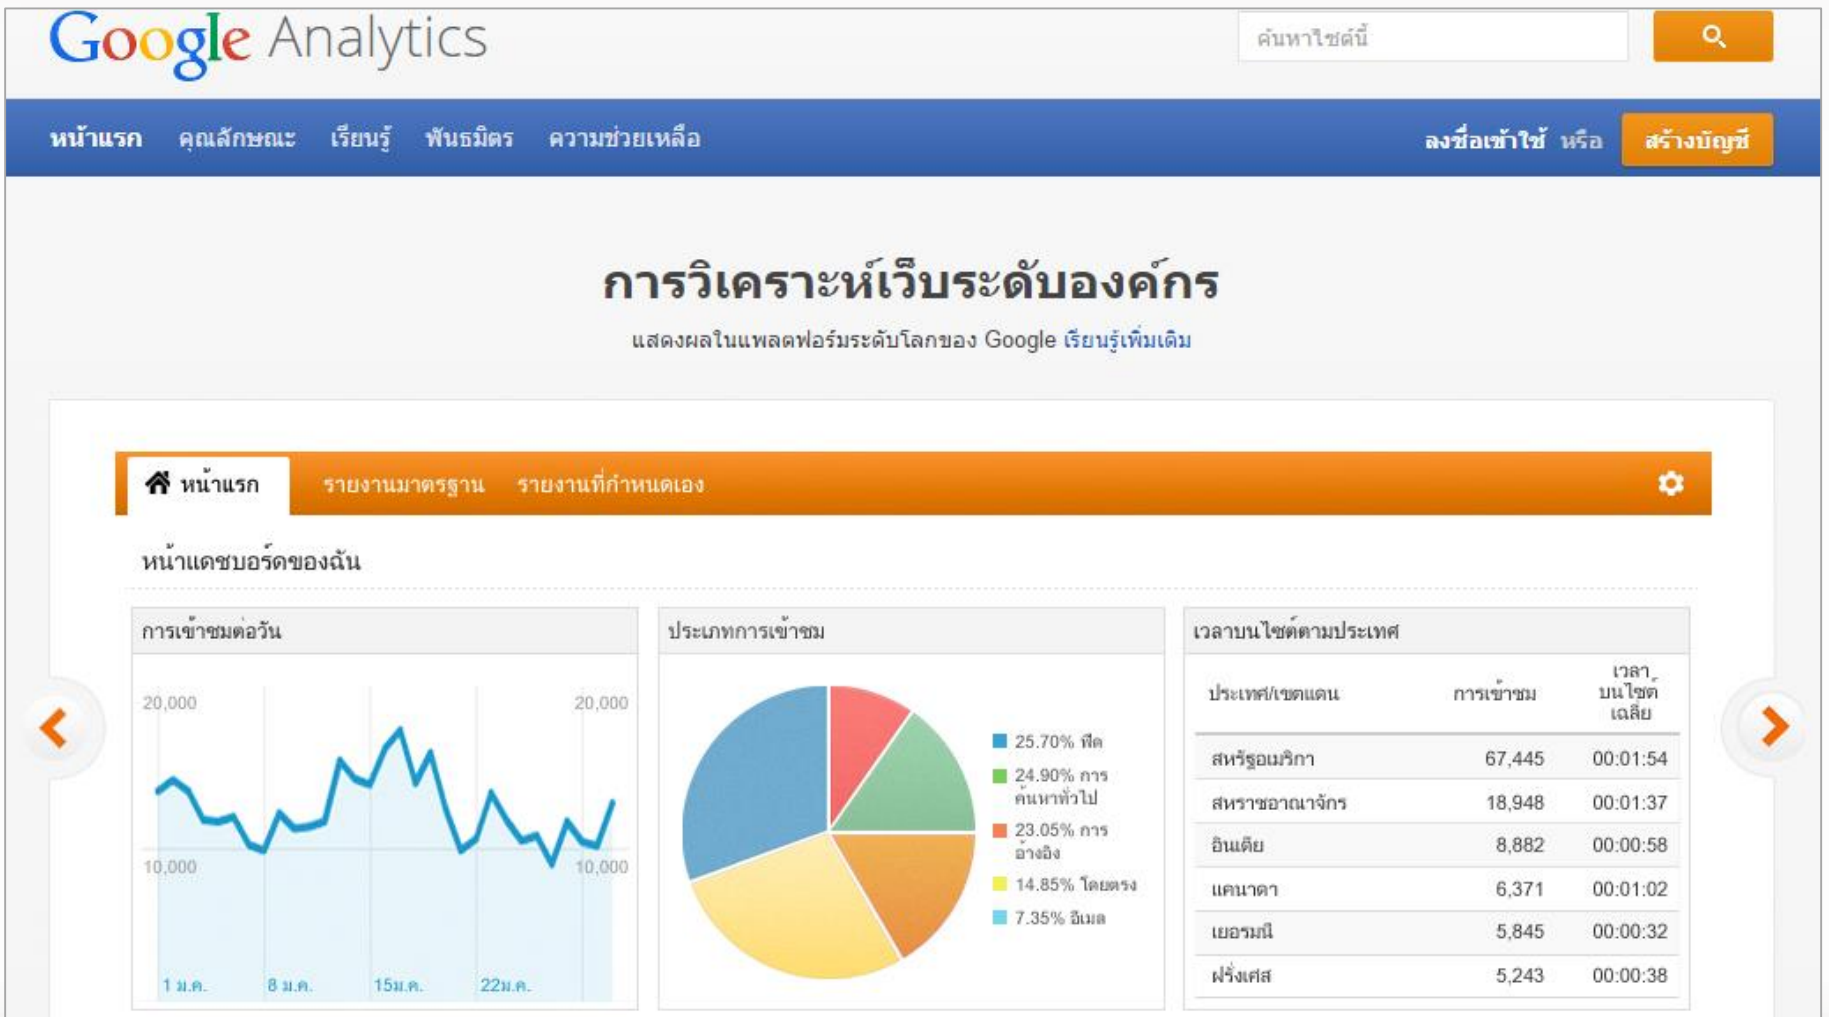 Google Analytics
ค้นหาไซต์นี้
หน้าแรก คุณลักษณะ เรียนรู้ พันธมิตร ความช่วยเหลือ
ลงชื่อเข้าใช้ หรือ สร้างบัญชี
การวิเคราะห์เว็บระดับองค์กร
แสดงผลในแพลตฟอร์มระดับโลกของ Google เรียนรู้เพิ่มเติม
หน้าแรก รายงานมาตรฐาน รายงานที่กำหนดเอง
หน้าแดชบอร์ดของฉัน
การเข้าชมต่อวัน
20,000 20,000
10,000 10,000
1 ม.ค. 8 ม.ค. 15ม.ค. 22ม.ค.
ประเภทการเข้าชม
25.70% ฟีด
24.90% การ
ค้นหาทั่วไป
23.05% การ
อ้างอิง
14.85% โดยตรง
7.35% อีเมล
เวลาบนไซต์ตามประเทศ
ประเทศ/เขตแดน การเข้าชม เวลา
บนไซต์
เฉลี่ย
สหรัฐอเมริกา 67,445 00:01:54
สหราชอาณาจักร 18,948 00:01:37
อินเดีย 8,882 00:00:58
แคนาดา 6,371 00:01:02
เยอรมนี 5,845 00:00:32
ฝรั่งเศส 5,243 00:00:38